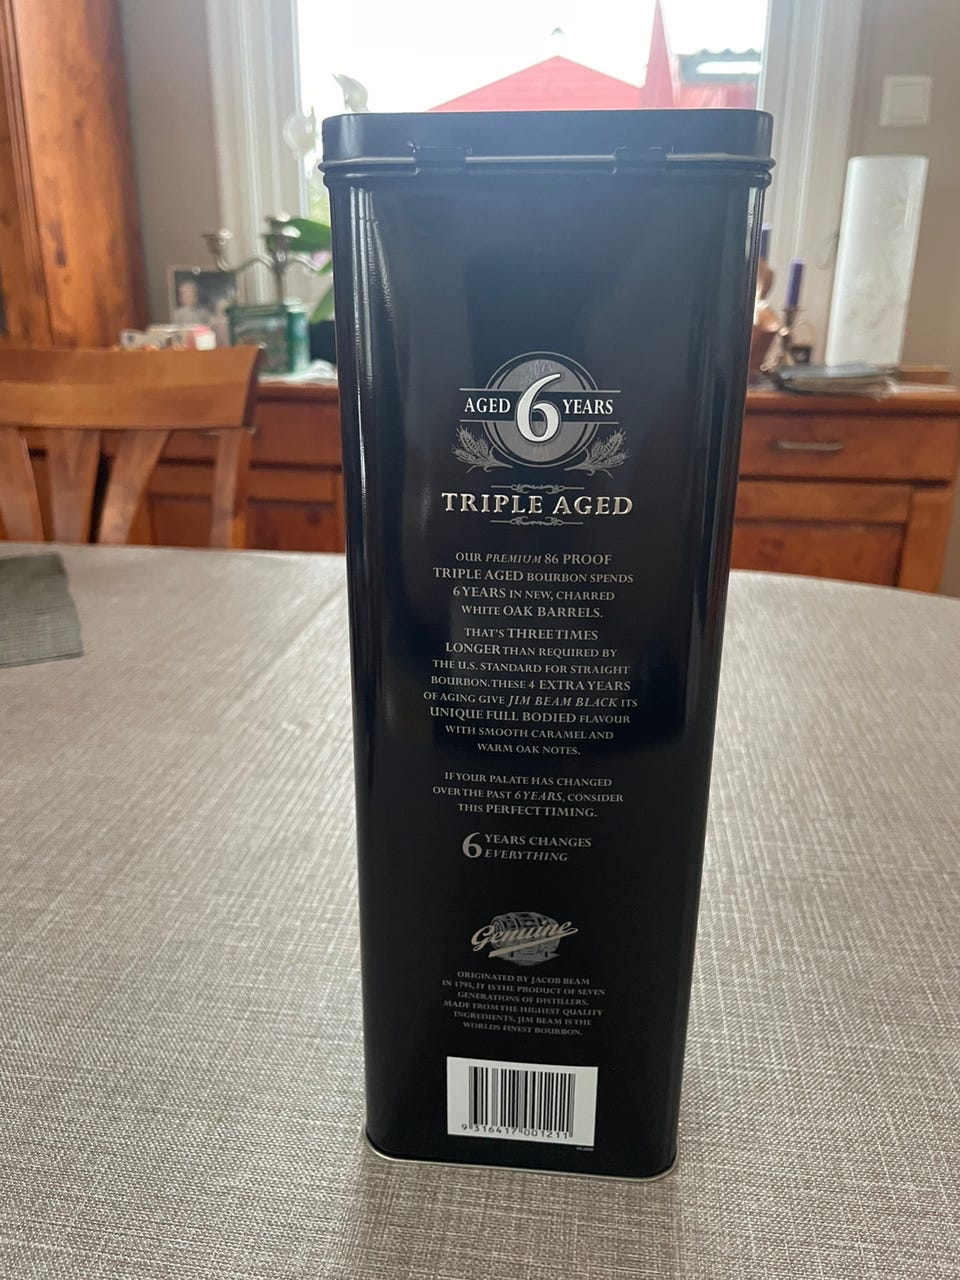 AGED 6 YEARS
TRIPLE AGED
OUR PREMIUM 86 PROOF
TRIPLE AGED BOURBON SPENDS
6 YEARS IN NEW, CHARRED
WHITE OAK BARRELS.
THAT'S THREE TIMES
LONGER THAN REQUIRED BY
THE U.S. STANDARD FOR STRAIGHT
BOURBON. THESE 4 EXTRA YEARS
OF AGING GIVE JIM BEAM BLACK ITS
UNIQUE FULL BODIED FLAVOUR
WITH SMOOTH CARAMEL AND
WARM OAK NOTES.
IF YOUR PALATE HAS CHANGED
OVER THE PAST 6 YEARS, CONSIDER
THIS PERFECT TIMING.
6 YEARS CHANGES
EVERYTHING
Genuine
ORIGINATED BY JACOB BEAM
IN 1795, IT IS THE PRODUCT OF SEVEN
GENERATIONS OF DISTILLERS.
MADE FROM THE HIGHEST QUALITY
INGREDIENTS, JIM BEAM IS THE
WORLDS FINEST BOURBON.
9 316417 001211